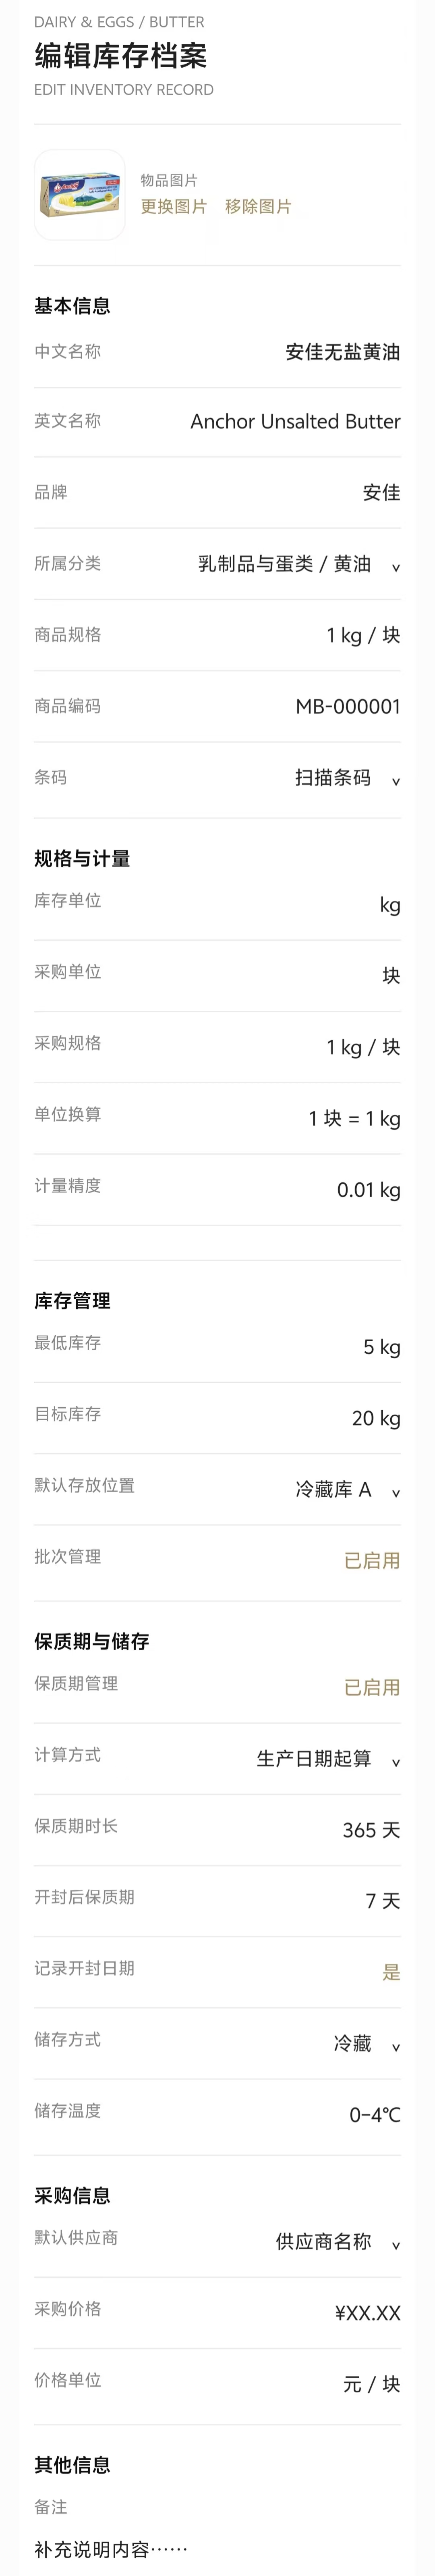 DAIRY & EGGS / BUTTER
编辑库存档案
EDIT INVENTORY RECORD
物品图片
更换图片 移除图片
基本信息
中文名称 安佳无盐黄油
英文名称 Anchor Unsalted Butter
品牌 安佳
所属分类 乳制品与蛋类 / 黄油
商品规格 1 kg / 块
商品编码 MB-000001
条码 扫描条码
规格与计量
库存单位 kg
采购单位 块
采购规格 1 kg / 块
单位换算 1 块 = 1 kg
计量精度 0.01 kg
库存管理
最低库存 5 kg
目标库存 20 kg
默认存放位置 冷藏库 A
批次管理 已启用
保质期与储存
保质期管理 已启用
计算方式 生产日期起算
保质期时长 365 天
开封后保质期 7 天
记录开封日期 是
储存方式 冷藏
储存温度 0–4℃
采购信息
默认供应商 供应商名称
采购价格 ¥XX.XX
价格单位 元 / 块
其他信息
备注
补充说明内容……